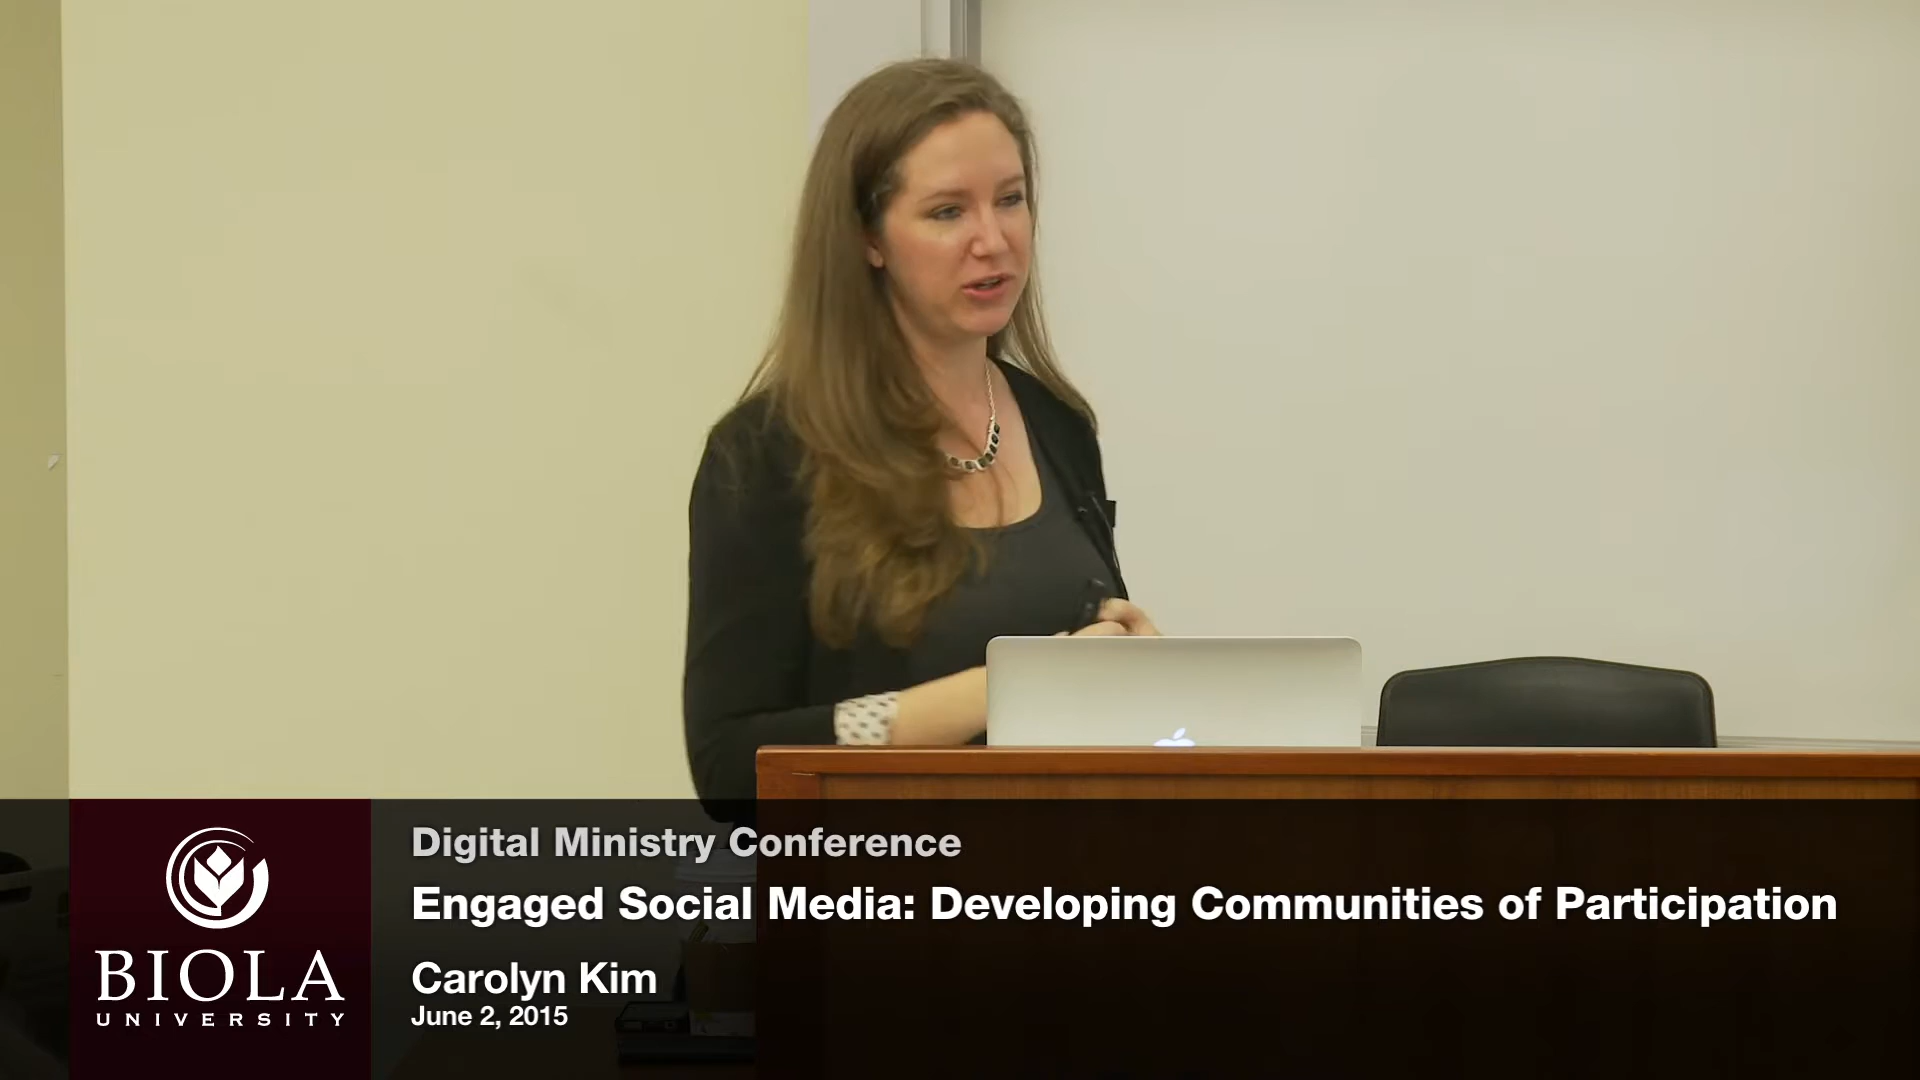 Digital Ministry Conference
Engaged Social Media: Developing Communities of Participation
Carolyn Kim
June 2, 2015
BIOLA
UNIVERSITY